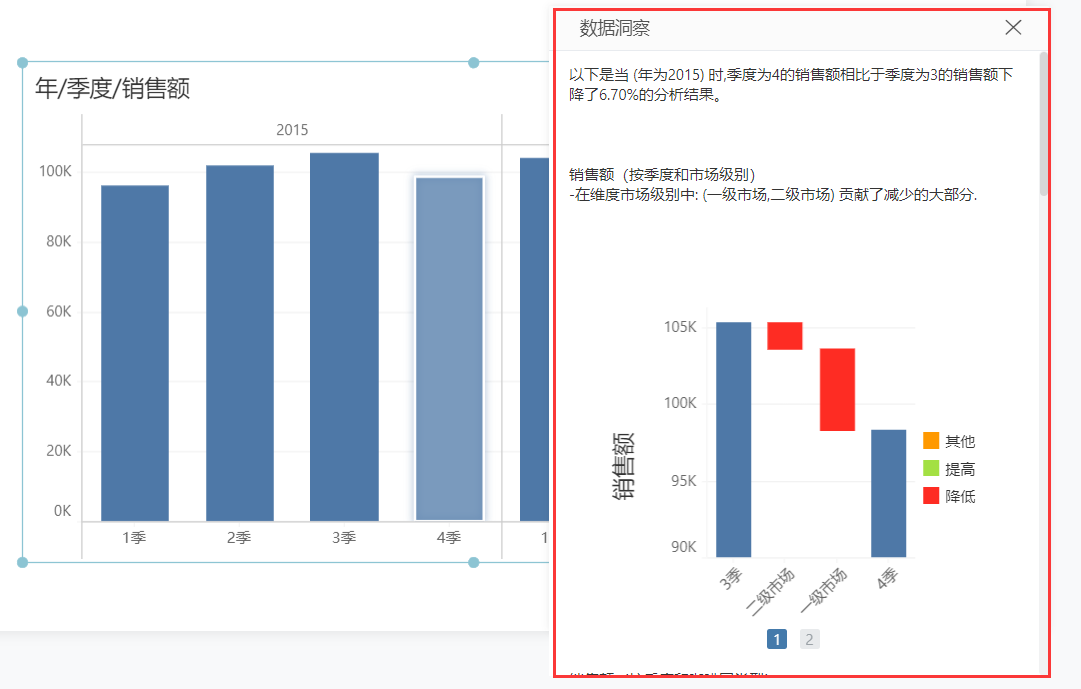 年/季度/销售额
2015
100K
80K
60K
40K
20K
0K
1季
2季
3季
4季
1
数据洞察
以下是当 (年为2015) 时,季度为4的销售额相比于季度为3的销售额下
降了6.70%的分析结果。
销售额（按季度和市场级别）
-在维度市场级别中: (一级市场,二级市场) 贡献了减少的大部分.
销售额
105K
100K
95K
90K
3季
二级市场
一级市场
4季
其他
提高
降低
1
2